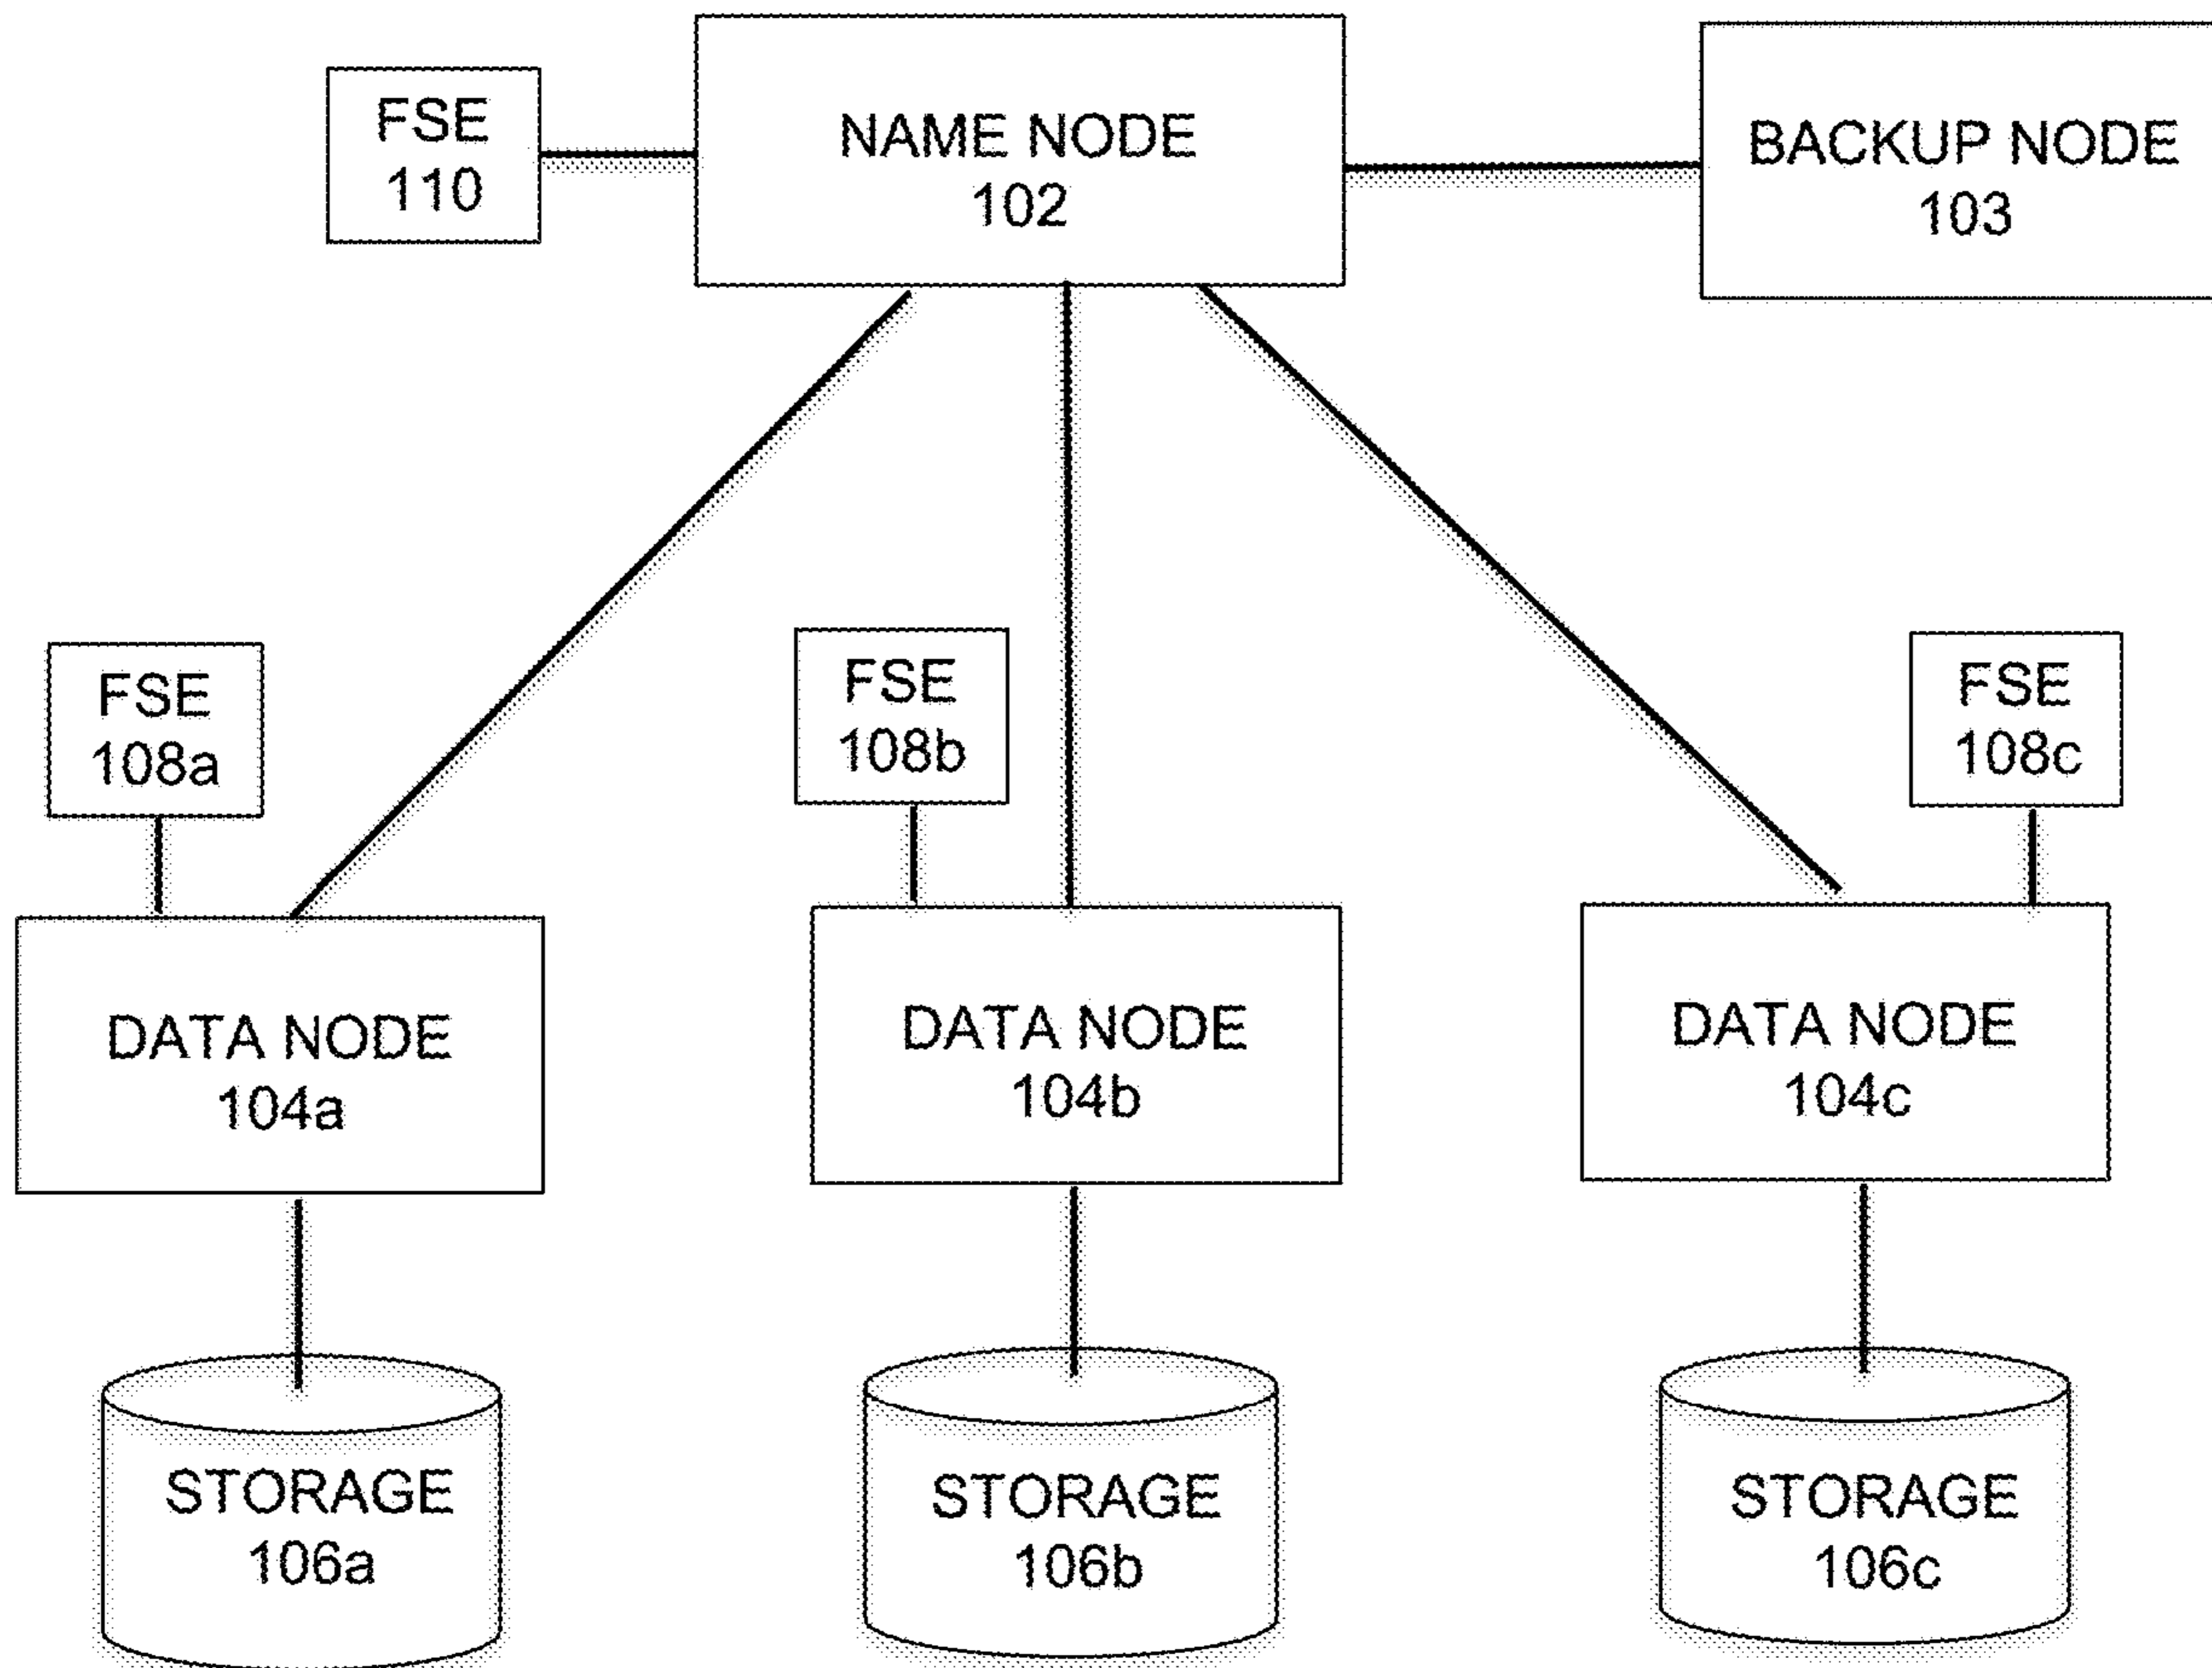 FSE
110
NAME NODE
102
BACKUP NODE
103
FSE
108a
FSE
108b
FSE
108c
DATA NODE
104a
DATA NODE
104b
DATA NODE
104c
STORAGE
106a
STORAGE
106b
STORAGE
106c